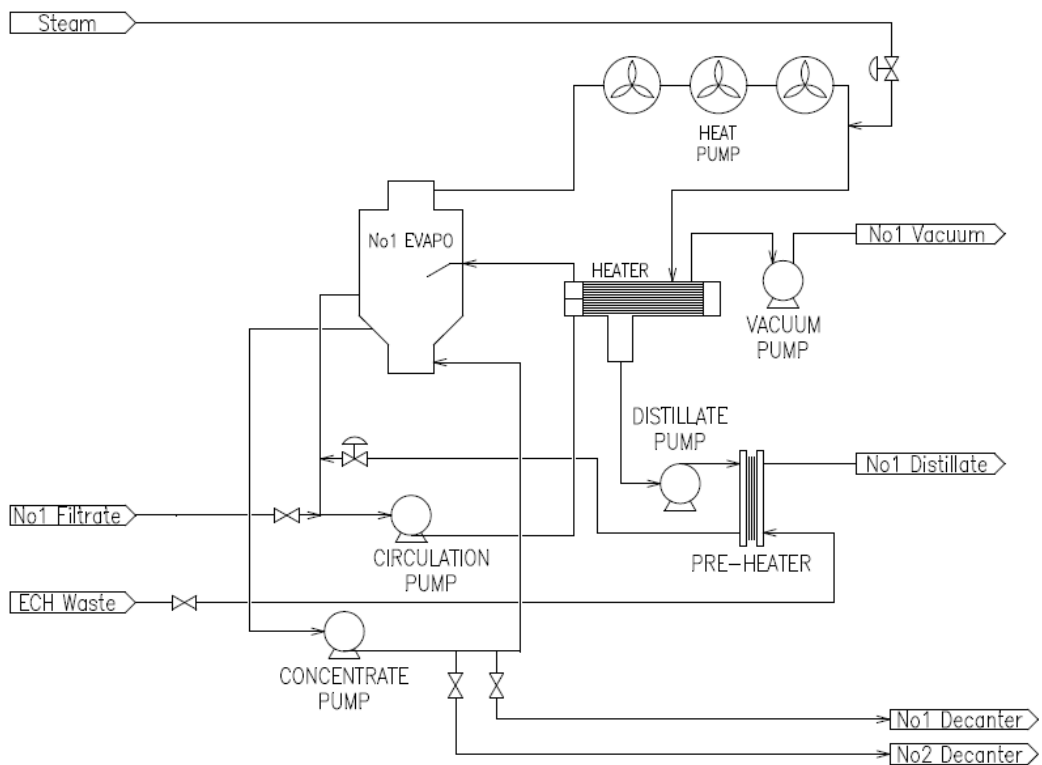 Steam
HEAT
PUMP
No1 EVAPO
No1 Vacuum
HEATER
VACUUM
PUMP
DISTILLATE
PUMP
No1 Distillate
No1 Filtrate
CIRCULATION
PUMP
PRE-HEATER
ECH Waste
CONCENTRATE
PUMP
No1 Decanter
No2 Decanter